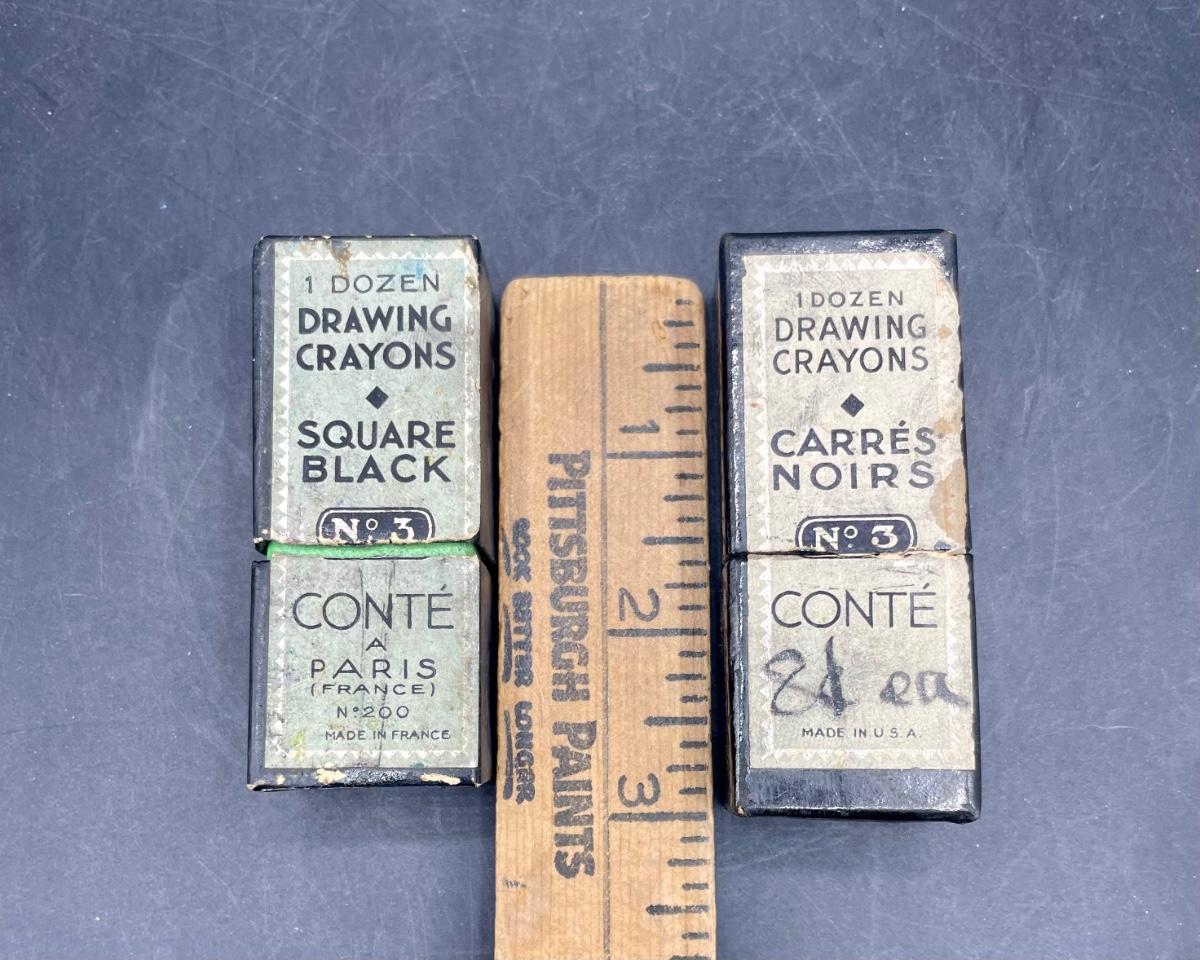 1 DOZEN
DRAWING
CRAYONS
SQUARE
BLACK
Nº 3
CONTÉ
A
PARIS
(FRANCE)
Nº200
MADE IN FRANCE
1
2
3
PITTSBURGH PAINTS
LOOK BETTER LONGER
1 DOZEN
DRAWING
CRAYONS
CARRÉS
NOIRS
Nº 3
CONTÉ
ea
MADE IN U.S.A.